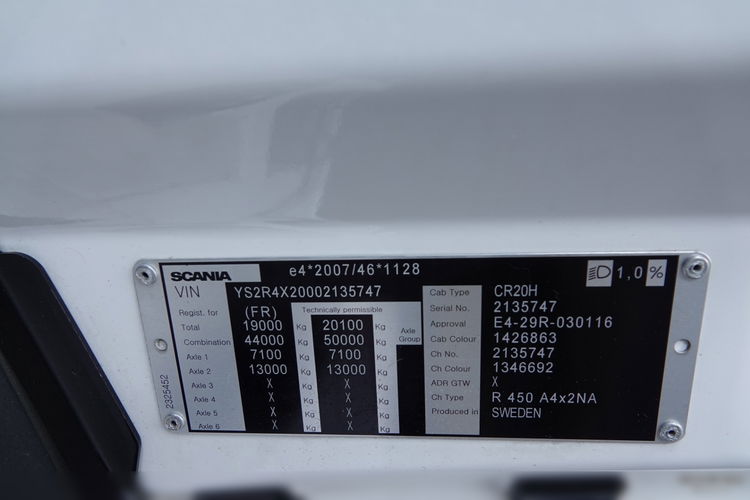 SCANIA e4*2007/46*1128 1,0 %
VIN YS2R4X20002135747
Regist. for (FR) Technically permissible
Total 19000 Kg 20100 Kg Axle Group
Combination 44000 Kg 50000 Kg
Axle 1 7100 Kg 7100 Kg
Axle 2 13000 Kg 13000 Kg
Axle 3 X Kg X Kg
Axle 4 X Kg X Kg
Axle 5 X Kg X Kg
Axle 6 X Kg X Kg
Cab Type CR20H
Serial No. 2135747
Approval E4-29R-030116
Cab Colour 1426863
Ch No. 2135747
Ch Colour 1346692
ADR GTW X
Ch Type R 450 A4x2NA
Produced in SWEDEN
2325452